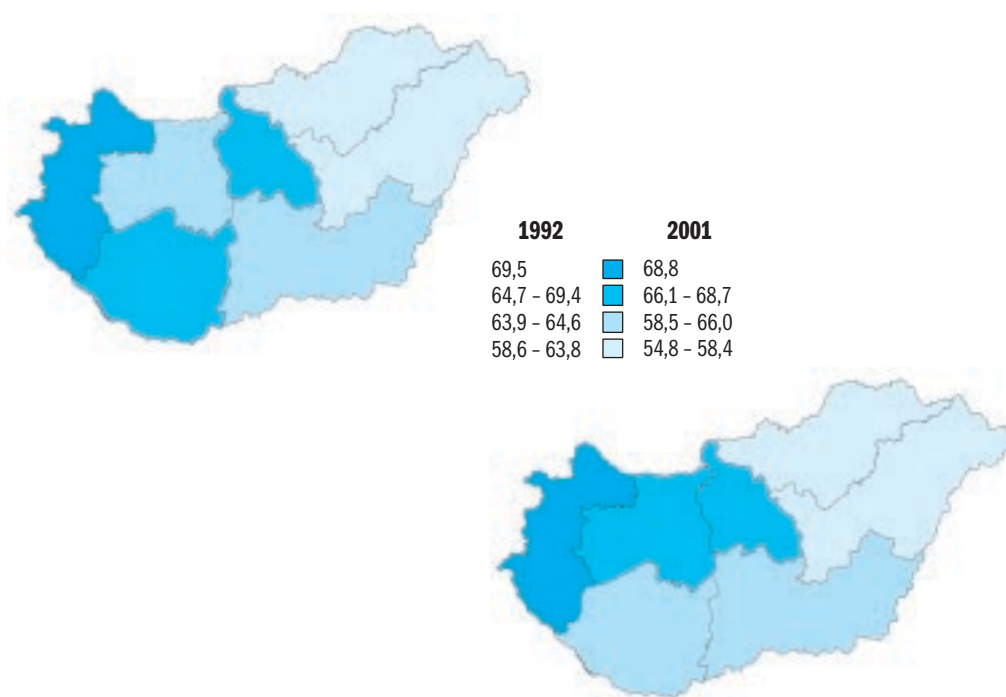 1992 2001
69,5 68,8
64,7 – 69,4 66,1 – 68,7
63,9 – 64,6 58,5 – 66,0
58,6 – 63,8 54,8 – 58,4